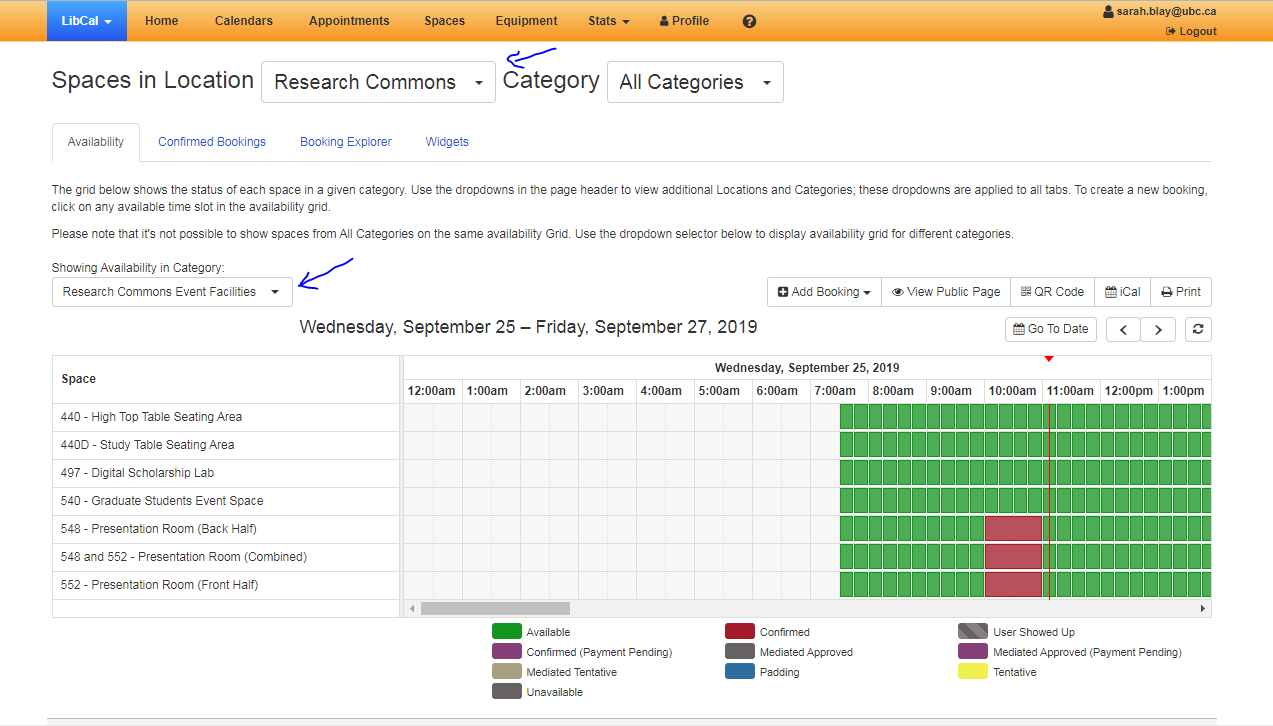 LibCal Home Calendars Appointments Spaces Equipment Stats Profile sarah.blay@ubc.ca
Logout
Spaces in Location Research Commons Category All Categories
Availability Confirmed Bookings Booking Explorer Widgets
The grid below shows the status of each space in a given category. Use the dropdowns in the page header to view additional Locations and Categories; these dropdowns are applied to all tabs. To create a new booking,
click on any available time slot in the availability grid.
Please note that it's not possible to show spaces from All Categories on the same availability Grid. Use the dropdown selector below to display availability grid for different categories.
Showing Availability in Category:
Research Commons Event Facilities Add Booking View Public Page QR Code iCal Print
Wednesday, September 25 – Friday, September 27, 2019 Go To Date
Wednesday, September 25, 2019
Space
12:00am 1:00am 2:00am 3:00am 4:00am 5:00am 6:00am 7:00am 8:00am 9:00am 10:00am 11:00am 12:00pm 1:00pm
440 - High Top Table Seating Area
440D - Study Table Seating Area
497 - Digital Scholarship Lab
540 - Graduate Students Event Space
548 - Presentation Room (Back Half)
548 and 552 - Presentation Room (Combined)
552 - Presentation Room (Front Half)
Available Confirmed User Showed Up
Confirmed (Payment Pending) Mediated Approved Mediated Approved (Payment Pending)
Mediated Tentative Padding Tentative
Unavailable